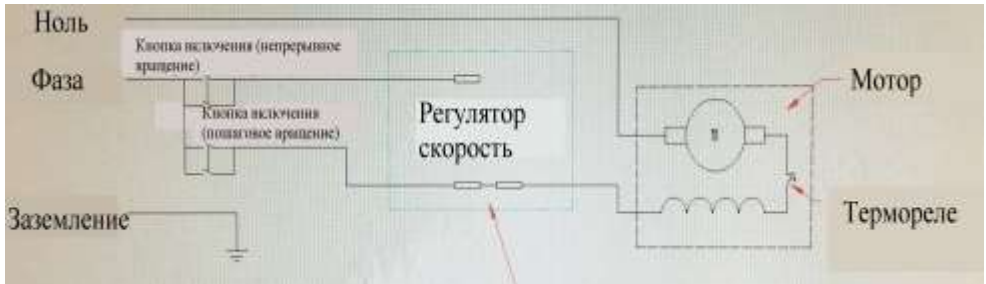 Ноль
Кнопка включения (непрерывное
вращение)
Фаза
Мотор
Кнопка включения
(пошаговое вращение)
Регулятор
скорость
Заземление
Термореле